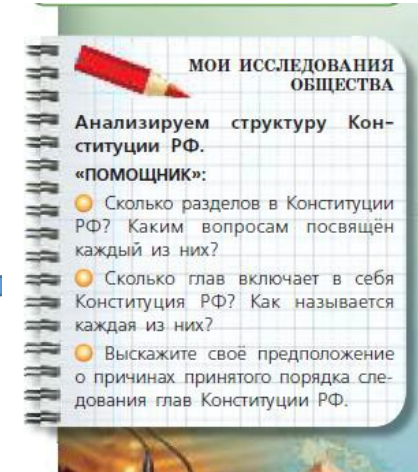 МОИ ИССЛЕДОВАНИЯ
ОБЩЕСТВА
Анализируем структуру Кон-
ституции РФ.
«ПОМОЩНИК»:
Сколько разделов в Конституции
РФ? Каким вопросам посвящён
каждый из них?
Сколько глав включает в себя
Конституция РФ? Как называется
каждая из них?
Выскажите своё предположение
о причинах принятого порядка сле-
дования глав Конституции РФ.